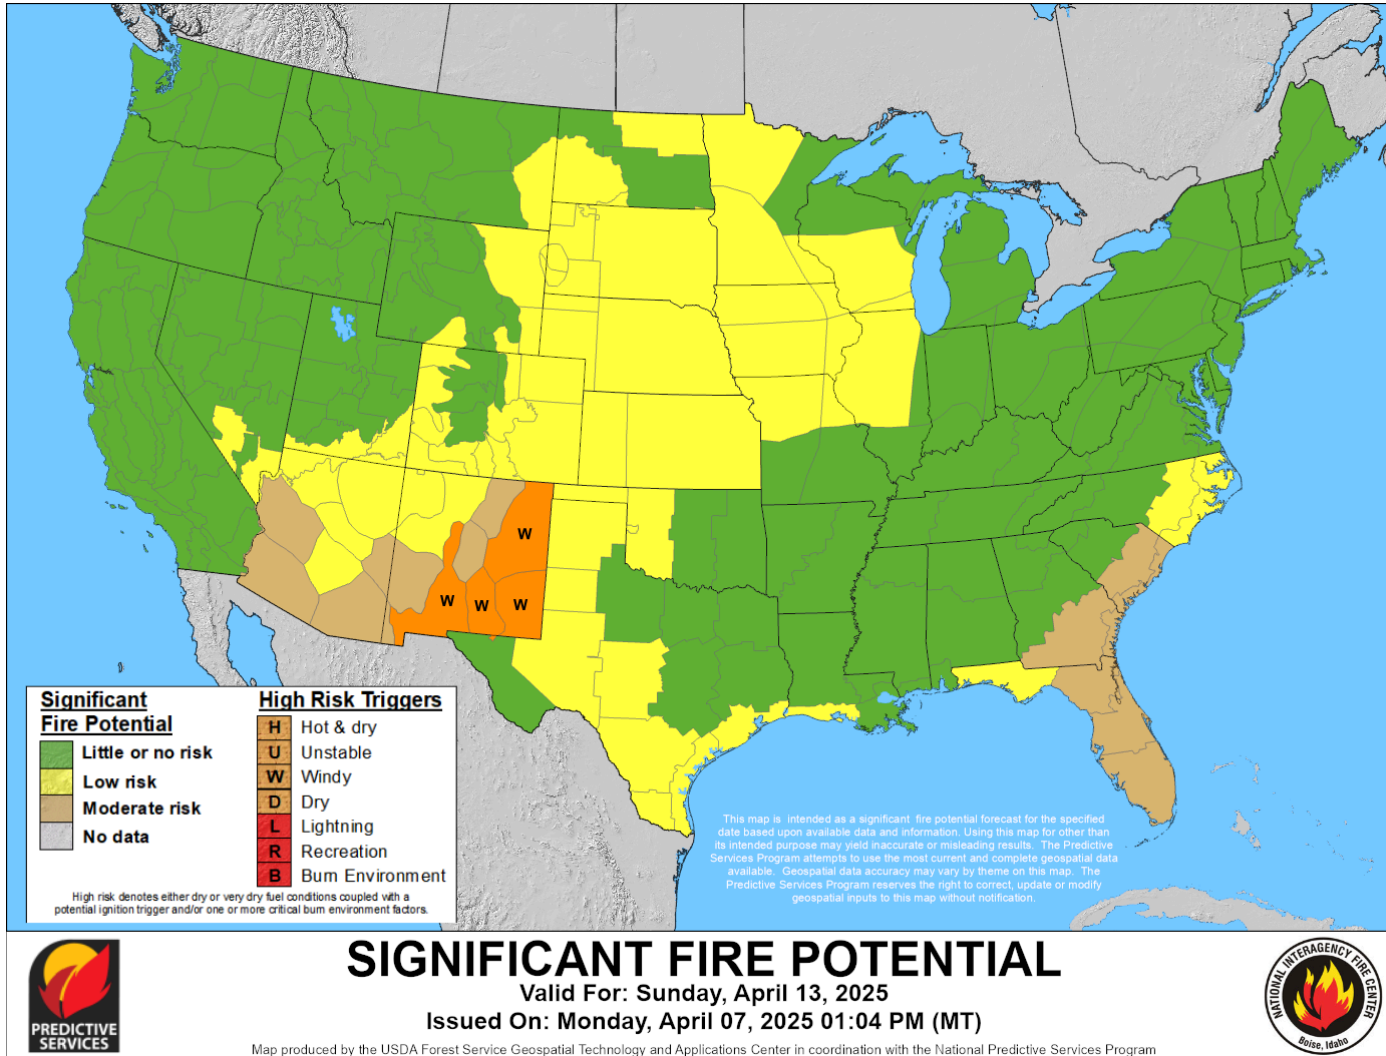 W
W
W
W
Significant
Fire Potential
Little or no risk
Low risk
Moderate risk
No data
High Risk Triggers
H Hot & dry
U Unstable
W Windy
D Dry
L Lightning
R Recreation
B Burn Environment
High risk denotes either dry or very dry fuel conditions coupled with a
potential ignition trigger and/or one or more critical burn environment factors.
This map is intended as a significant fire potential forecast for the specified
date based upon available data and information. Using this map for other than
its intended purpose may yield inaccurate or misleading results. The Predictive
Services Program attempts to use the most current and complete geospatial data
available. Geospatial data accuracy may vary by theme on this map. The
Predictive Services Program reserves the right to correct, update or modify
geospatial inputs to this map without notification.
PREDICTIVE
SERVICES
SIGNIFICANT FIRE POTENTIAL
Valid For: Sunday, April 13, 2025
Issued On: Monday, April 07, 2025 01:04 PM (MT)
Map produced by the USDA Forest Service Geospatial Technology and Applications Center in coordination with the National Predictive Services Program
NATIONAL INTERAGENCY FIRE CENTER
Boise, Idaho